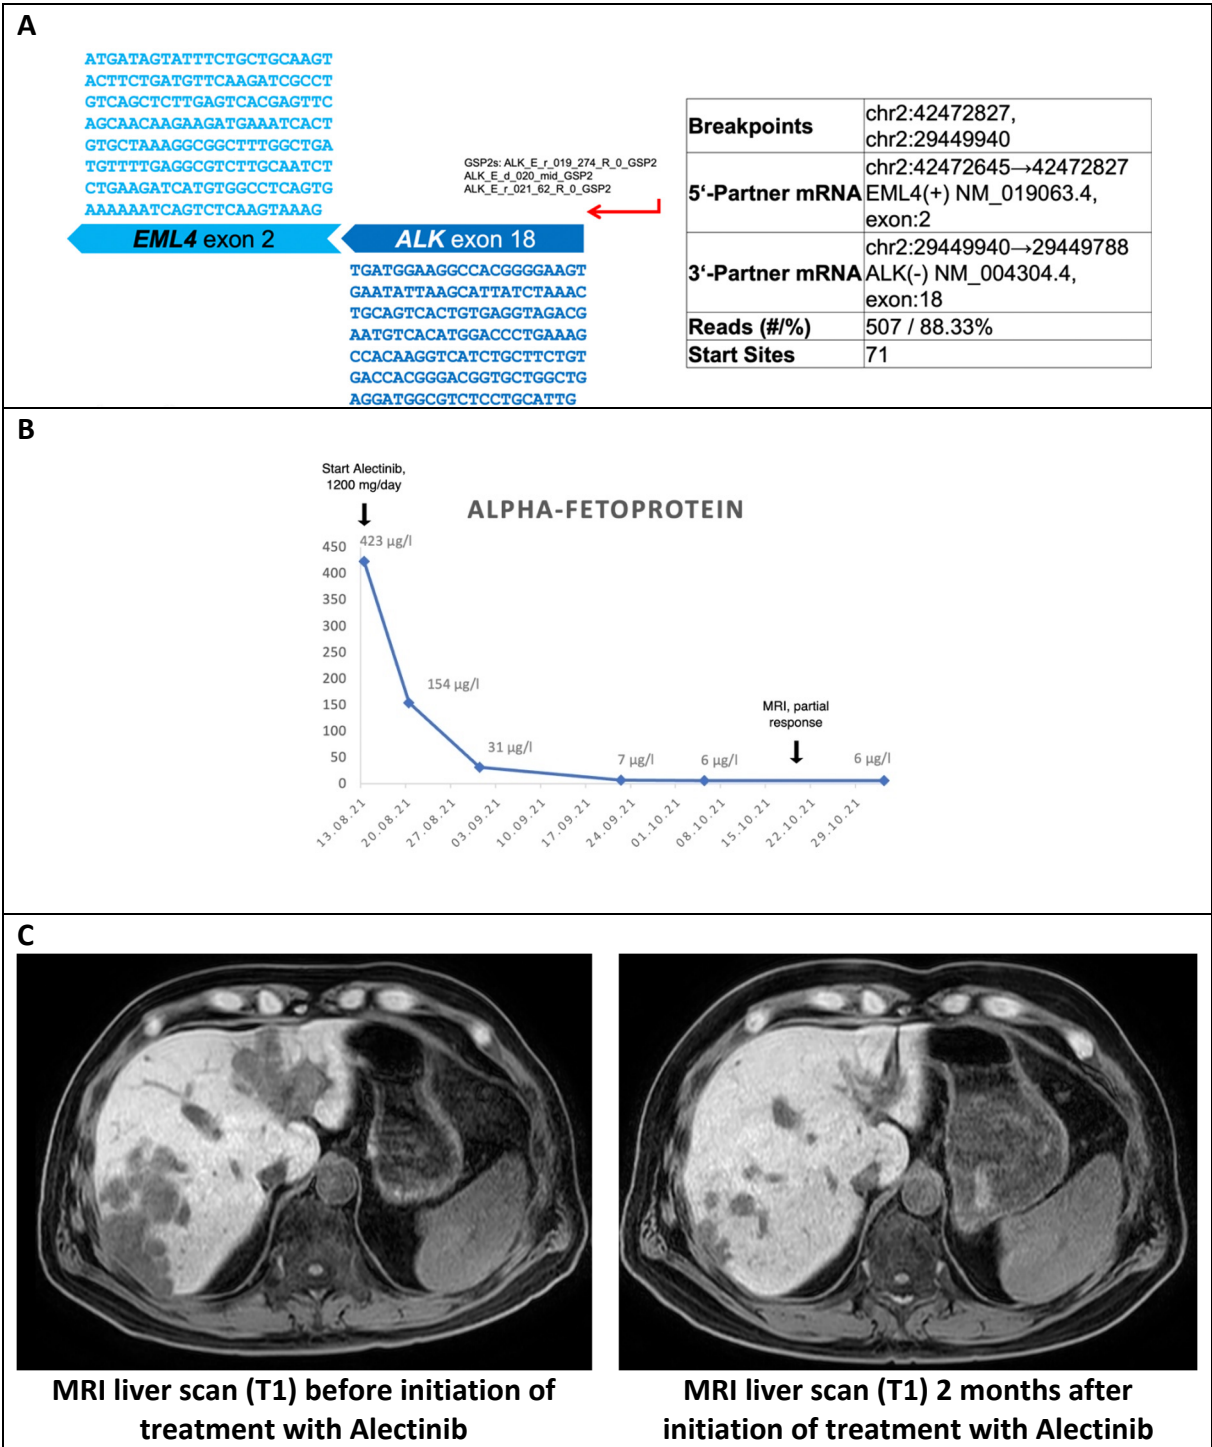 A
ATGATAGTATTTCTGCTGCAAGT
ACTTCTGATGTTCAAGATCGCCT
GTCAGCTCTTGAGTCACGAGTTC
AGCAACAAGAAGATGAAATCACT
GTGCTAAAGGCGGCTTTGGCTGA
TGTTTTGAGGCGTCTTGCAATCT
CTGAAGATCATGTGGCCTCAGTG
AAAAAATCAGTCTCAAGTAAAG
EML4 exon 2
GSP2s: ALK_E_r_019_274_R_0_GSP2
ALK_E_d_020_mid_GSP2
ALK_E_r_021_62_R_0_GSP2
ALK exon 18
TGATGGAAGGCCACGGGGAAGT
GAATATTAAGCATTATCTAAAC
TGCAGTCACTGTGAGGTAGACG
AATGTCACATGGACCCTGAAAG
CCACAAGGTCATCTGCTTCTGT
GACCACGGGACGGTGCTGGCTG
AGGATGGCGTCTCCTGCATTG
Breakpoints
chr2:42472827,
chr2:29449940
5‘-Partner mRNA
chr2:42472645→42472827
EML4(+) NM_019063.4,
exon:2
3‘-Partner mRNA
chr2:29449940→29449788
ALK(-) NM_004304.4,
exon:18
Reads (#/%)
507 / 88.33%
Start Sites
71
B
Start Alectinib,
1200 mg/day
ALPHA-FETOPROTEIN
450
400
350
300
250
200
150
100
50
0
423 µg/l
154 µg/l
31 µg/l
7 µg/l
6 µg/l
MRI, partial
response
6 µg/l
13.08.21
20.08.21
27.08.21
03.09.21
10.09.21
17.09.21
24.09.21
01.10.21
08.10.21
15.10.21
22.10.21
29.10.21
C
MRI liver scan (T1) before initiation of
treatment with Alectinib
MRI liver scan (T1) 2 months after
initiation of treatment with Alectinib